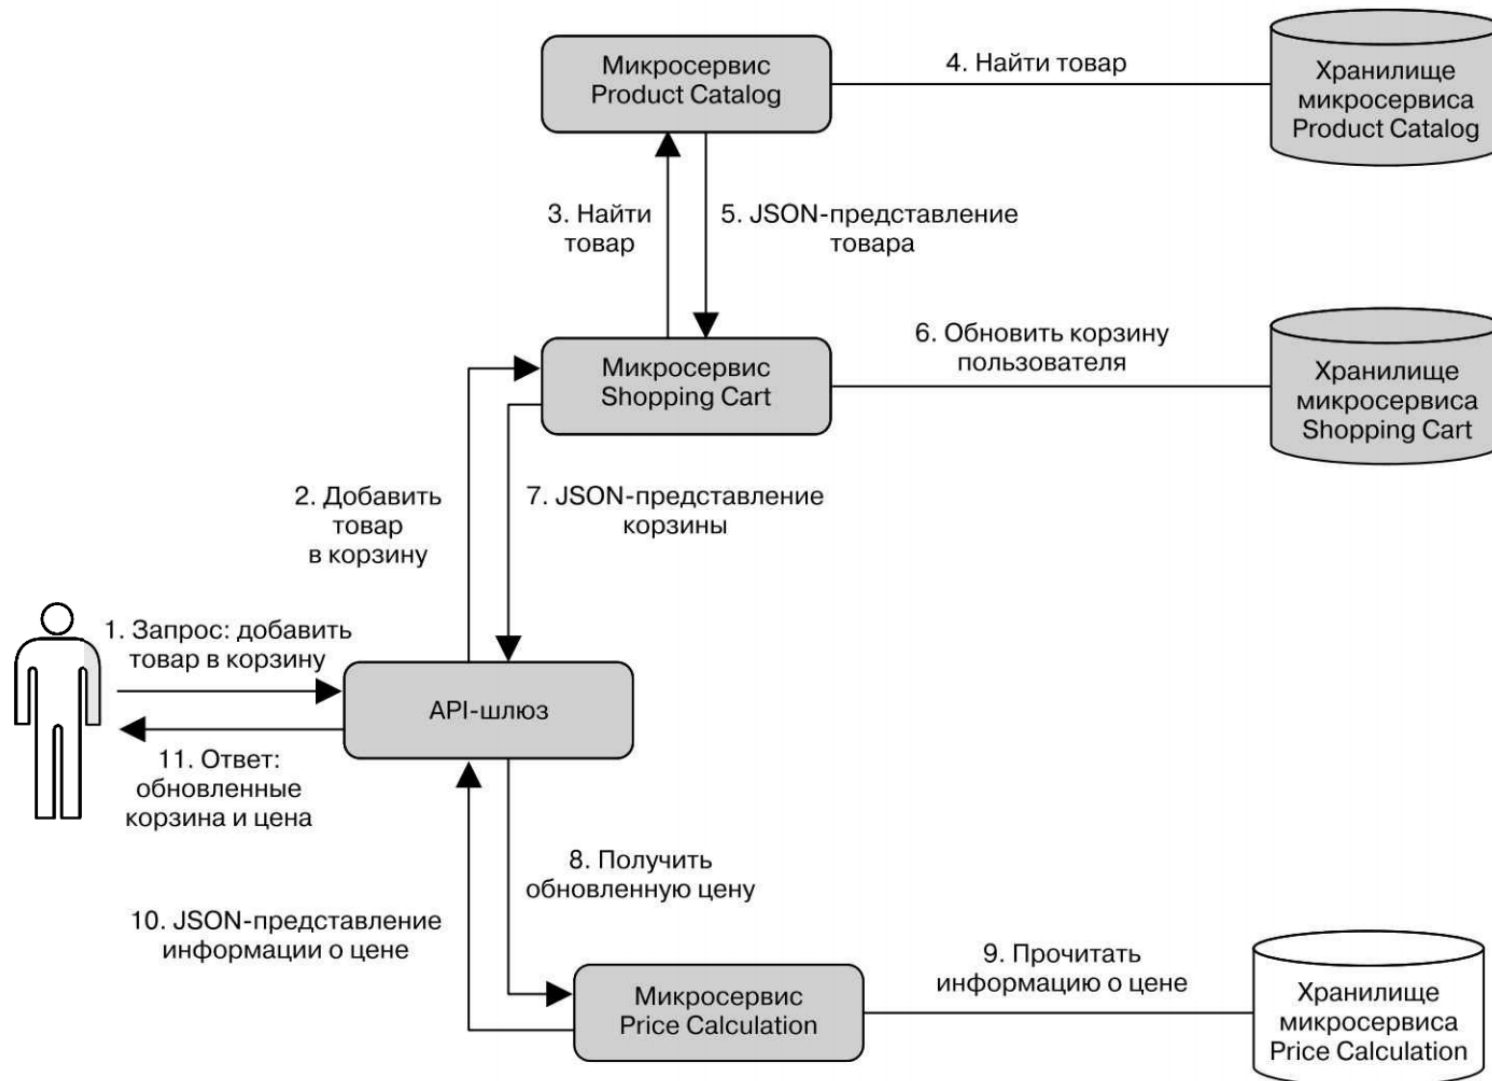 Микросервис
Product Catalog
4. Найти товар
Хранилище
микросервиса
Product Catalog
3. Найти
товар
5. JSON-представление
товара
Микросервис
Shopping Cart
6. Обновить корзину
пользователя
Хранилище
микросервиса
Shopping Cart
2. Добавить
товар
в корзину
7. JSON-представление
корзины
1. Запрос: добавить
товар в корзину
API-шлюз
11. Ответ:
обновленные
корзина и цена
8. Получить
обновленную цену
10. JSON-представление
информации о цене
Микросервис
Price Calculation
9. Прочитать
информацию о цене
Хранилище
микросервиса
Price Calculation